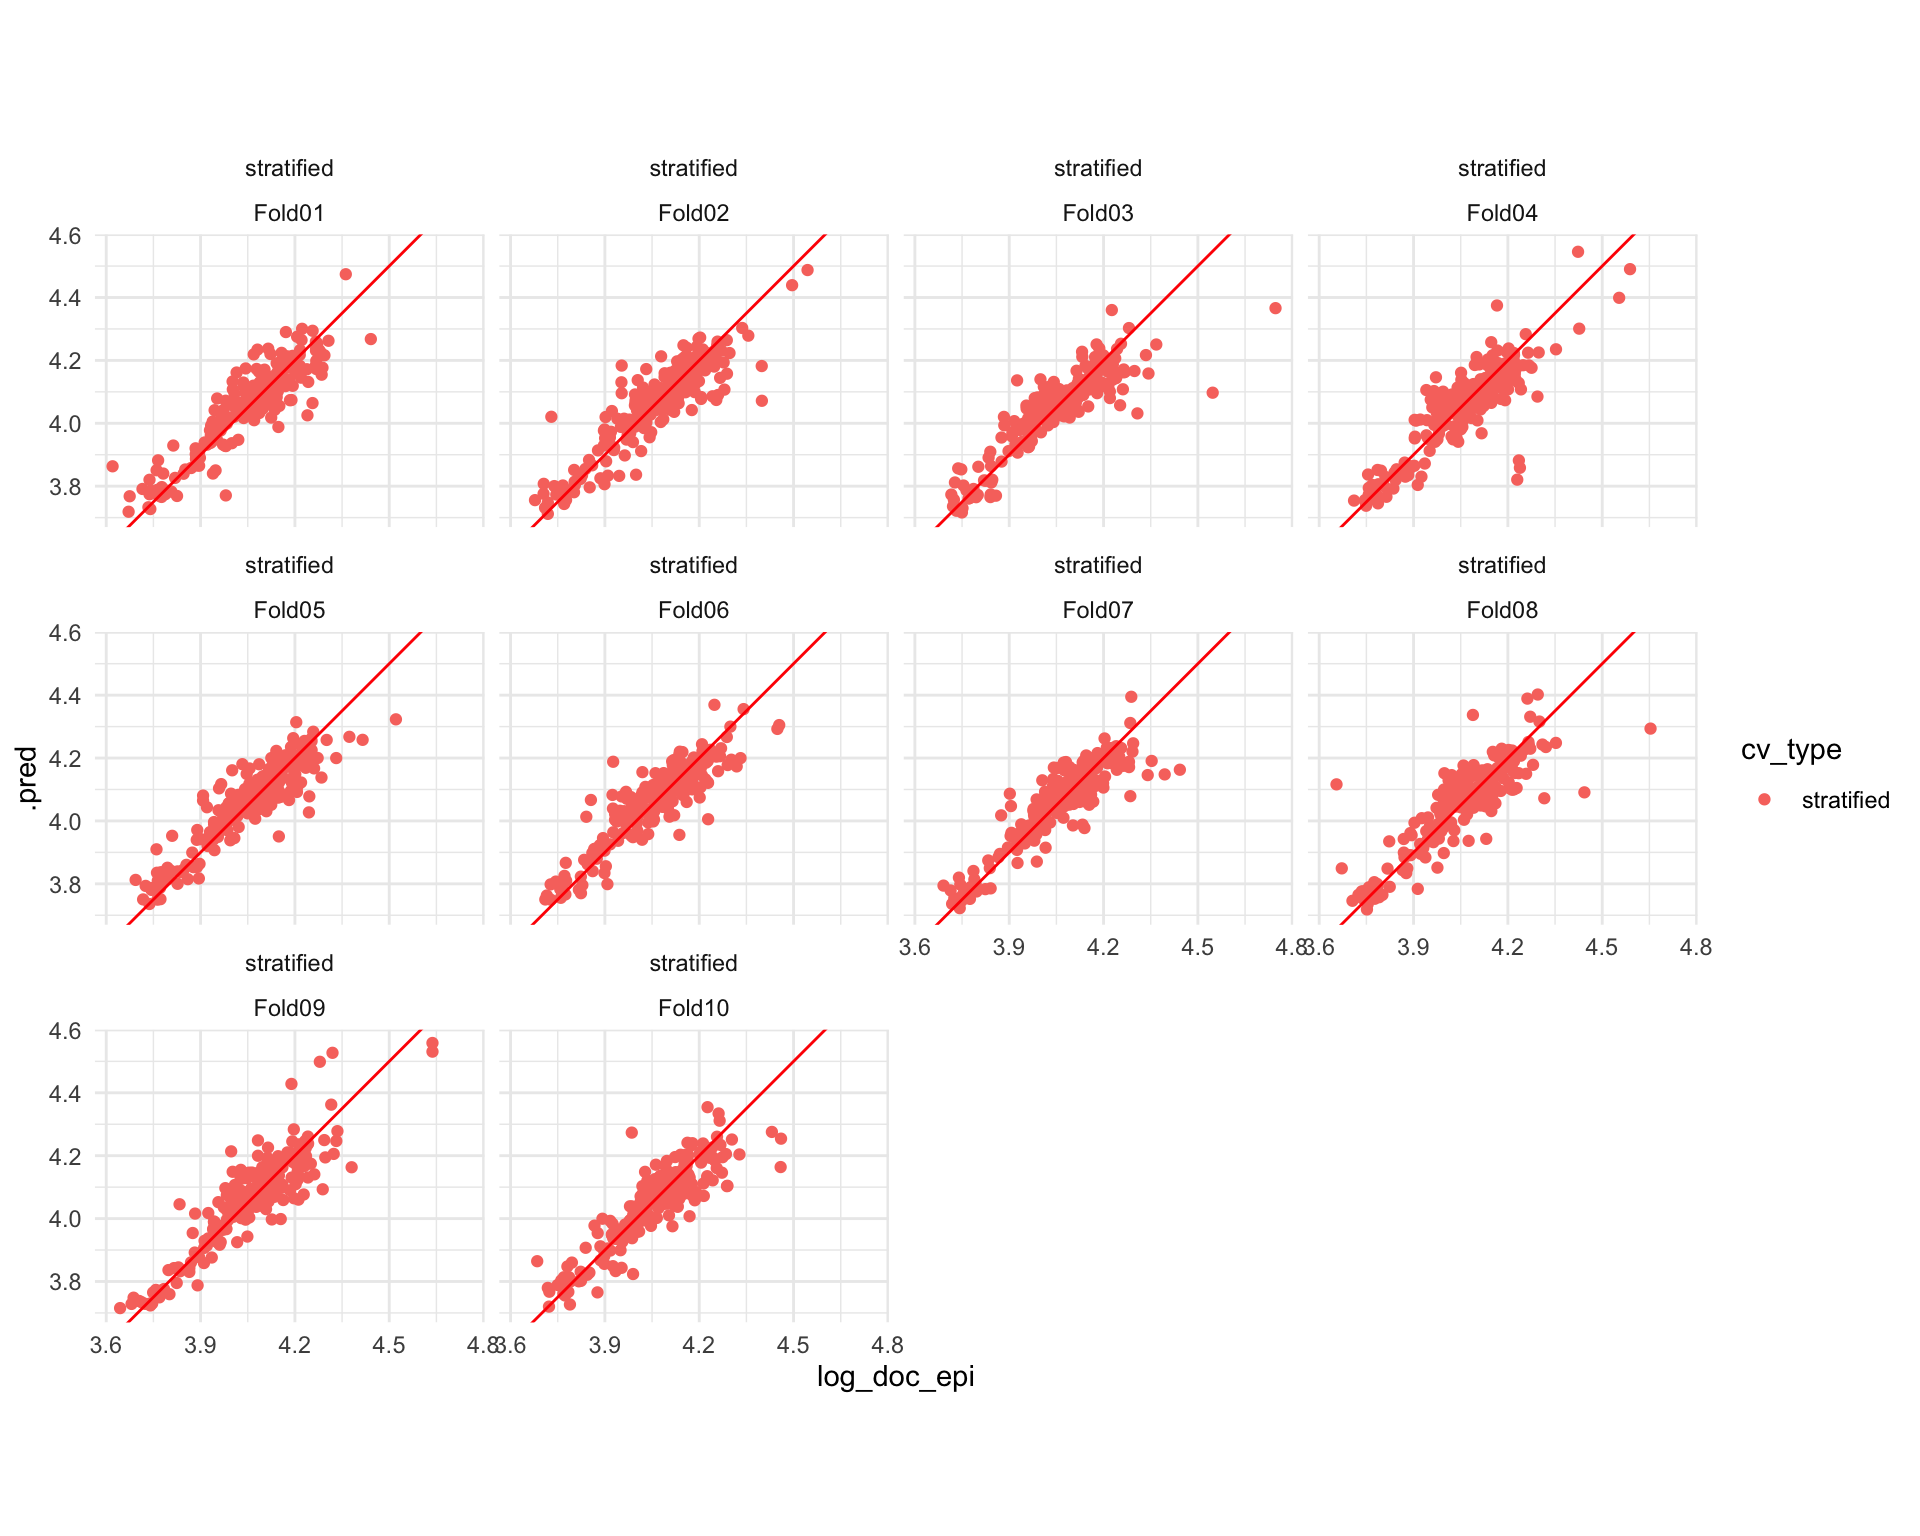 stratified stratified stratified stratified
Fold01 Fold02 Fold03 Fold04
4.6
4.4
4.2
4.0
3.8
stratified stratified stratified stratified
Fold05 Fold06 Fold07 Fold08
4.6
4.4
4.2
4.0
3.8
3.6 3.9 4.2 4.5 4.8 3.6 3.9 4.2 4.5 4.8
stratified stratified
Fold09 Fold10
4.6
4.4
4.2
4.0
3.8
3.6 3.9 4.2 4.5 4.8 3.6 3.9 4.2 4.5 4.8
log_doc_epi
.pred
cv_type
stratified